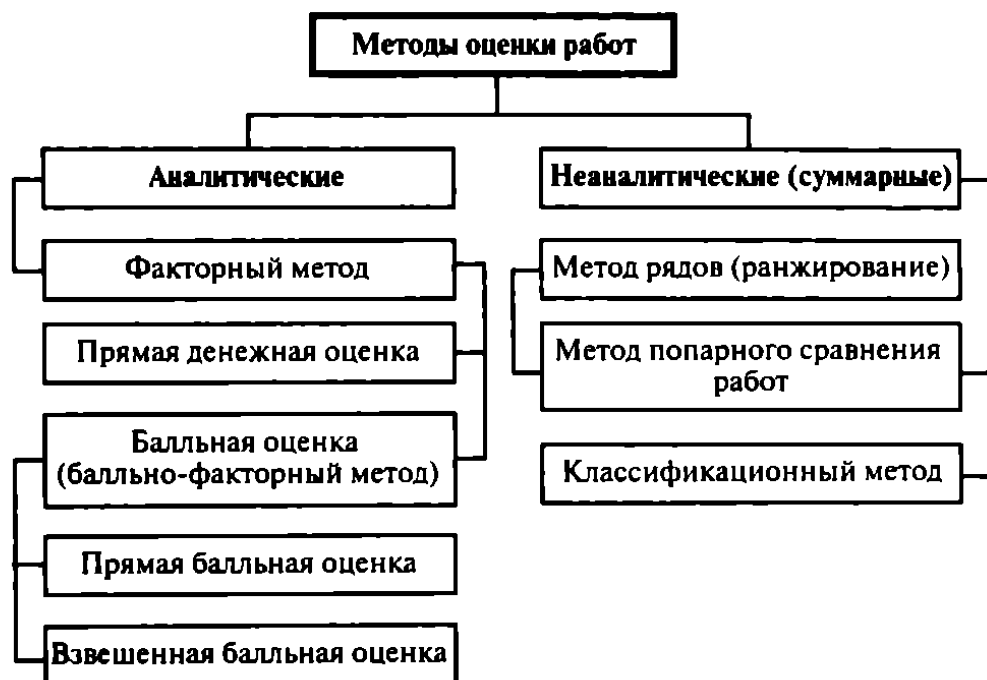 Методы оценки работ
Аналитические
Неаналитические (суммарные)
Факторный метод
Метод рядов (ранжирование)
Прямая денежная оценка
Метод попарного сравнения
работ
Балльная оценка
(балльно-факторный метод)
Классификационный метод
Прямая балльная оценка
Взвешенная балльная оценка